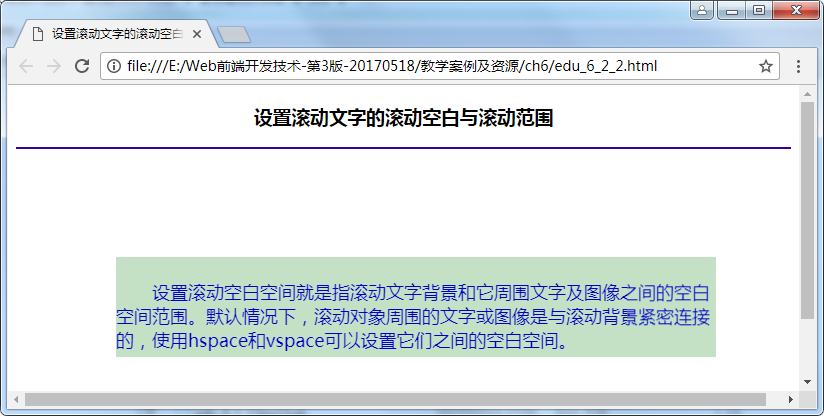 设置滚动文字的滚动空白
file:///E:/Web前端开发技术-第3版-20170518/教学案例及资源/ch6/edu_6_2_2.html
设置滚动文字的滚动空白与滚动范围
设置滚动空白空间就是指滚动文字背景和它周围文字及图像之间的空白
空间范围。默认情况下，滚动对象周围的文字或图像是与滚动背景紧密连接
的，使用hspace和vspace可以设置它们之间的空白空间。